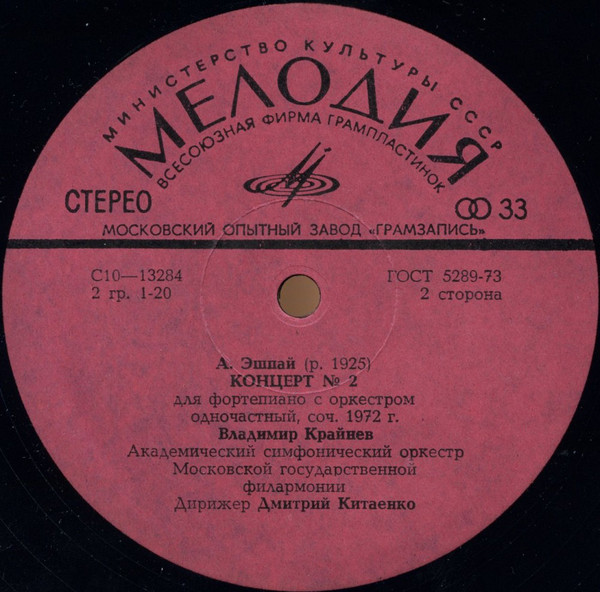 МИНИСТЕРСТВО КУЛЬТУРЫ СССР
МЕЛОДИЯ
ВСЕСОЮЗНАЯ ФИРМА ГРАМПЛАСТИНОК
СТЕРЕО
33
МОСКОВСКИЙ ОПЫТНЫЙ ЗАВОД «ГРАМЗАПИСЬ»
С10—13284
ГОСТ 5289-73
2 гр. 1-20
2 сторона
А. Эшпай (р. 1925)
КОНЦЕРТ № 2
для фортепиано с оркестром
одночастный, соч. 1972 г.
Владимир Крайнев
Академический симфонический оркестр
Московской государственной
филармонии
Дирижер Дмитрий Китаенко